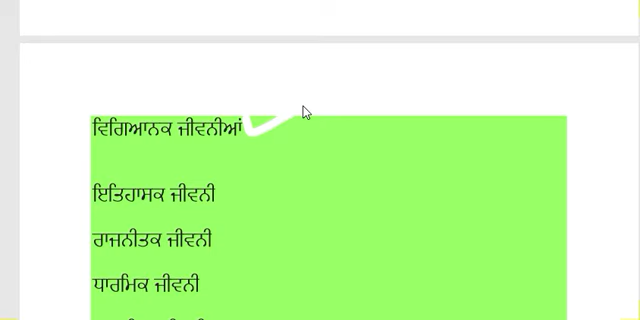 ਵਿਗਿਆਨਕ ਜੀਵਨੀਆਂ
ਇਤਿਹਾਸਕ ਜੀਵਨੀ
ਰਾਜਨੀਤਕ ਜੀਵਨੀ
ਧਾਰਮਿਕ ਜੀਵਨੀ